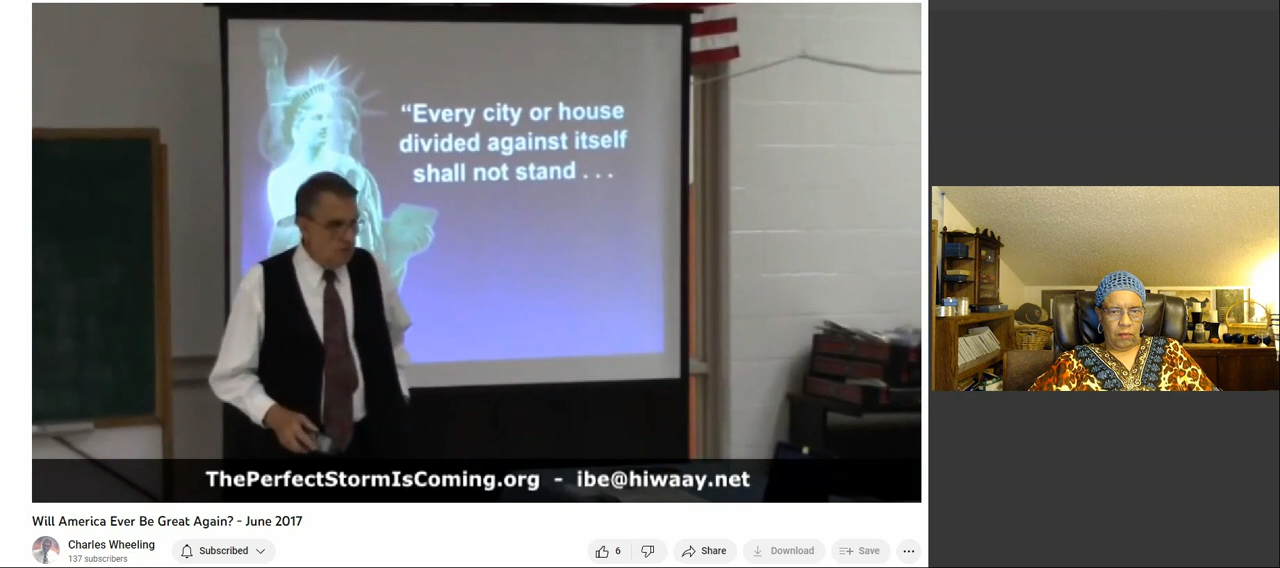 “Every city or house
divided against itself
shall not stand . . .
ThePerfectStormIsComing.org - ibe@hiwaay.net
Will America Ever Be Great Again? - June 2017
Charles Wheeling
137 subscribers
Subscribed
6
Share
Download
Save